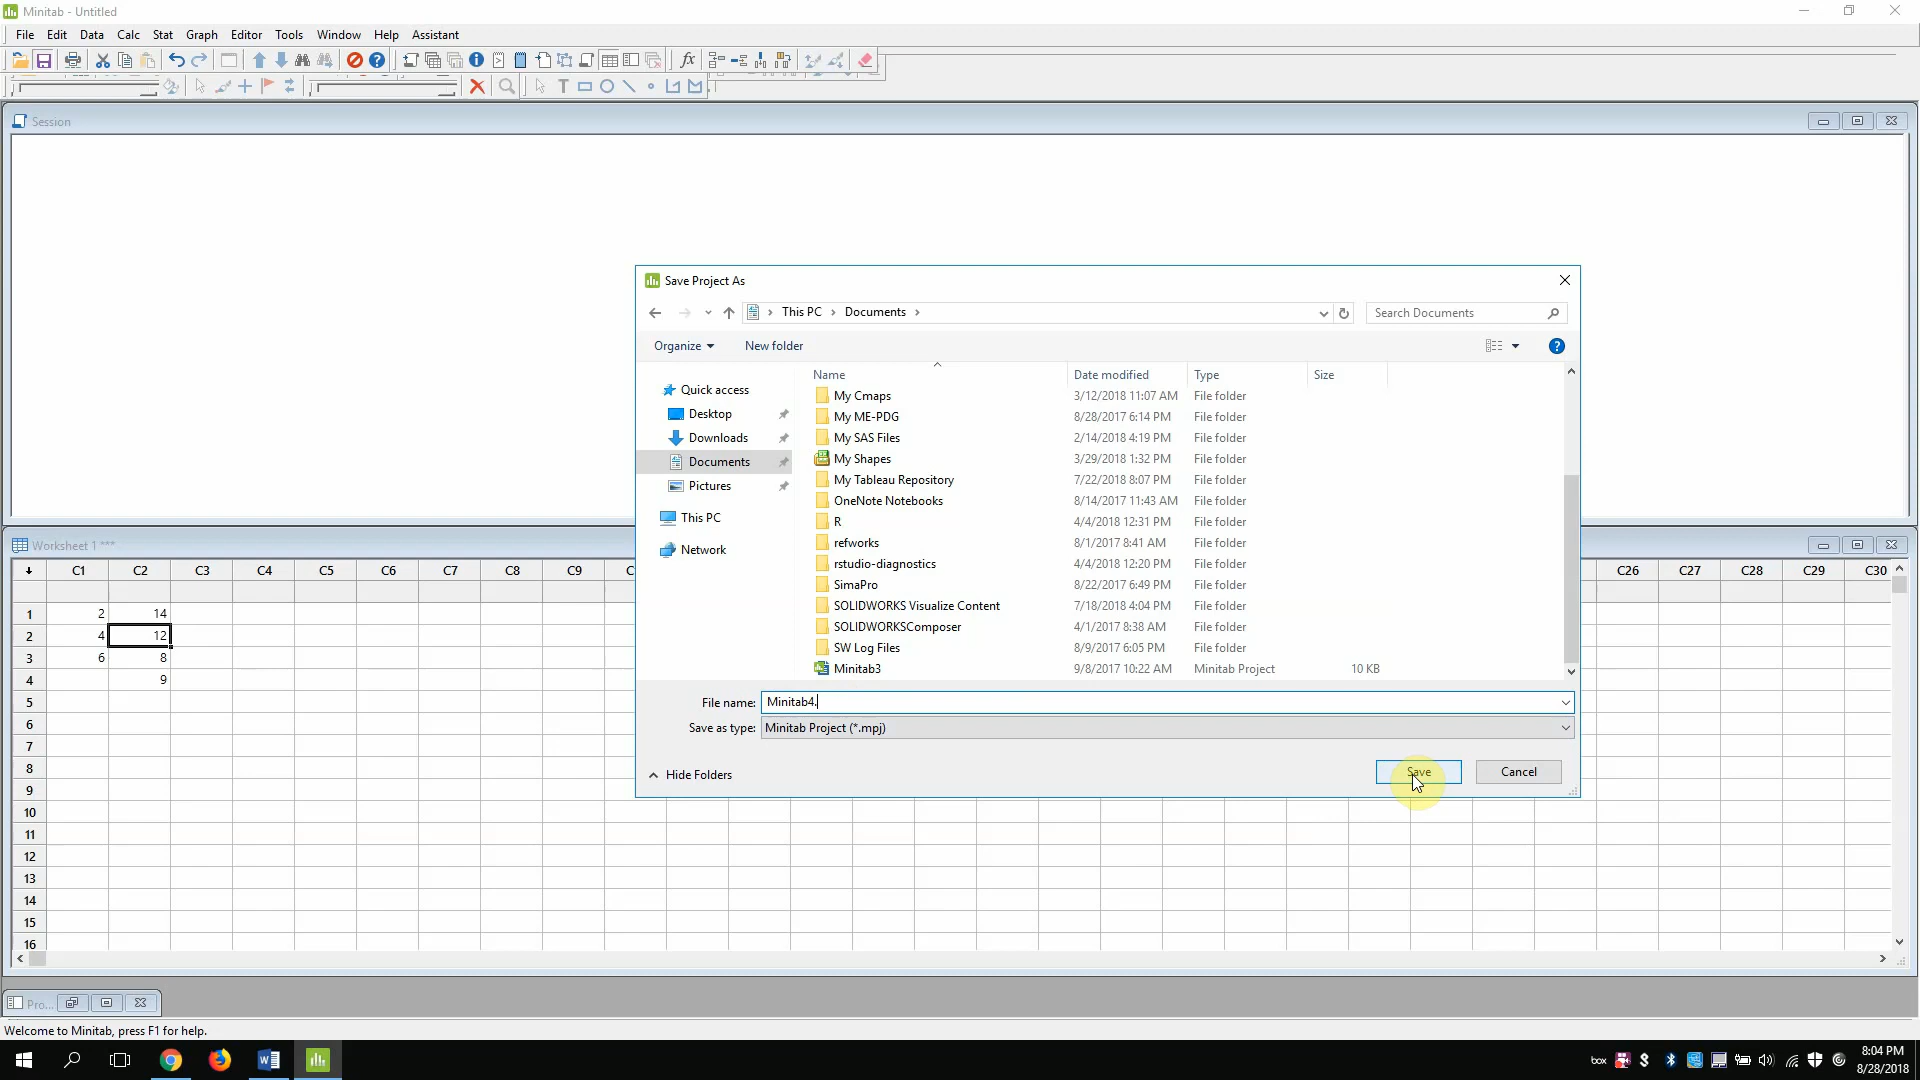 Minitab - Untitled
File Edit Data Calc Stat Graph Editor Tools Window Help Assistant
Session
Save Project As
This PC Documents
Search Documents
Organize New folder
Name Date modified Type Size
Quick access
Desktop
Downloads
Documents
Pictures
This PC
Network
My Cmaps 3/12/2018 11:07 AM File folder
My ME-PDG 8/28/2017 6:14 PM File folder
My SAS Files 2/14/2018 4:19 PM File folder
My Shapes 3/29/2018 1:32 PM File folder
My Tableau Repository 7/22/2018 8:07 PM File folder
OneNote Notebooks 8/14/2017 11:43 AM File folder
R 4/4/2018 12:31 PM File folder
refworks 8/1/2017 8:41 AM File folder
rstudio-diagnostics 4/4/2018 12:20 PM File folder
SimaPro 8/22/2017 6:49 PM File folder
SOLIDWORKS Visualize Content 7/18/2018 4:04 PM File folder
SOLIDWORKSComposer 4/1/2017 8:38 AM File folder
SW Log Files 8/9/2017 6:05 PM File folder
Minitab3 9/8/2017 10:22 AM Minitab Project 10 KB
File name: Minitab4.
Save as type: Minitab Project (*.mpj)
Hide Folders
Save Cancel
Worksheet 1 ***
C1 C2 C3 C4 C5 C6 C7 C8 C9 C C26 C27 C28 C29 C30
1 2 14
2 4 12
3 6 8
4 9
5
6
7
8
9
10
11
12
13
14
15
16
Pro...
Welcome to Minitab, press F1 for help.
box
8:04 PM
8/28/2018